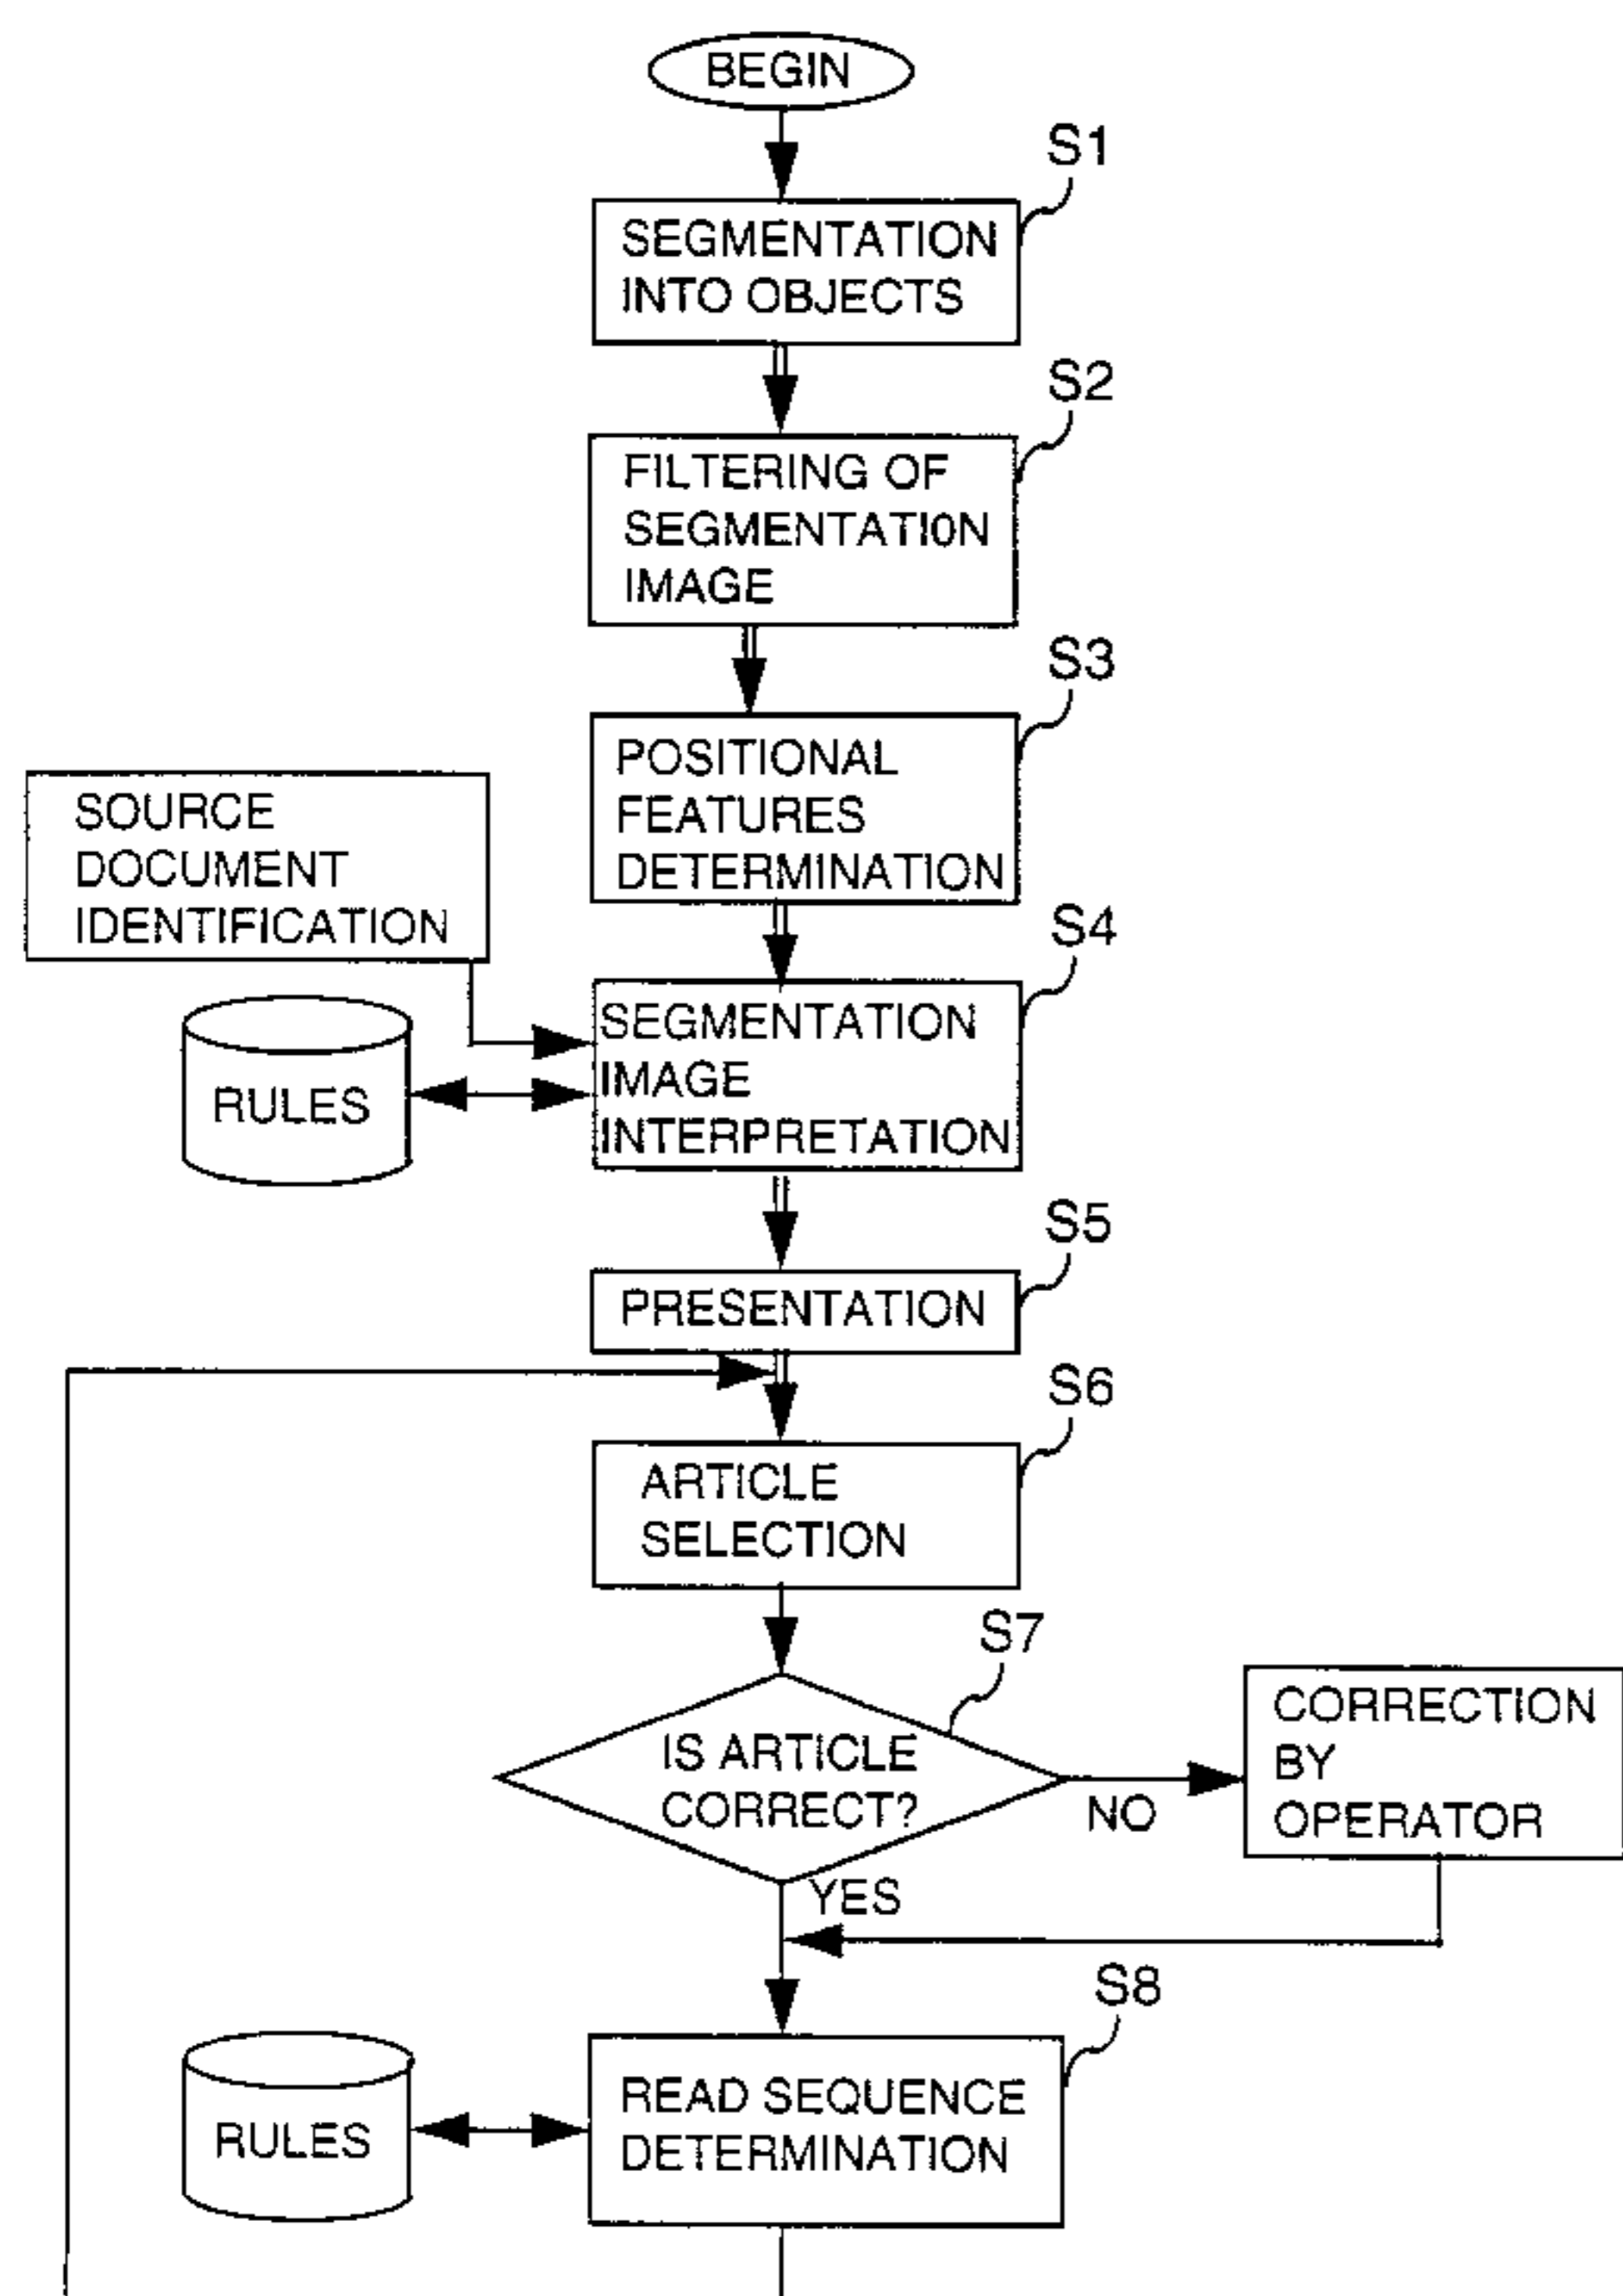 BEGIN
S1
SEGMENTATION
INTO OBJECTS
S2
FILTERING OF
SEGMENTATION
IMAGE
S3
POSITIONAL
FEATURES
DETERMINATION
SOURCE
DOCUMENT
IDENTIFICATION
S4
SEGMENTATION
IMAGE
INTERPRETATION
RULES
S5
PRESENTATION
S6
ARTICLE
SELECTION
S7
IS ARTICLE
CORRECT?
NO
CORRECTION
BY
OPERATOR
YES
S8
READ SEQUENCE
DETERMINATION
RULES